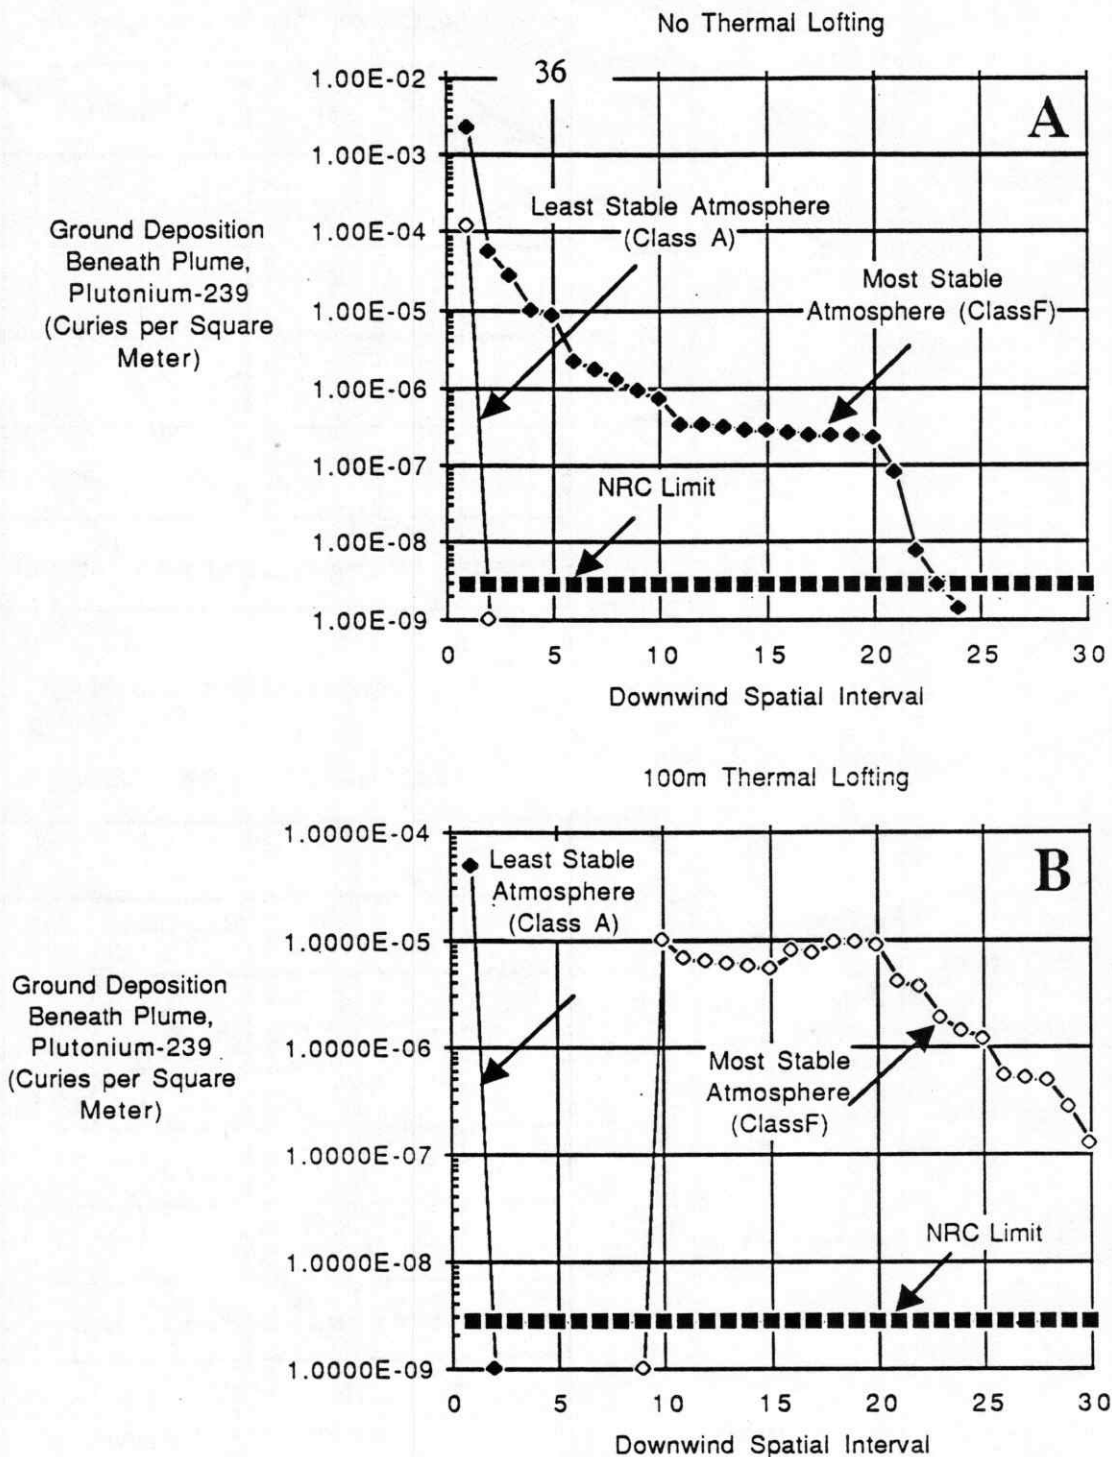 No Thermal Lofting
36
1.00E-02
1.00E-03
1.00E-04
1.00E-05
1.00E-06
1.00E-07
1.00E-08
1.00E-09
A
Ground Deposition
Beneath Plume,
Plutonium-239
(Curies per Square
Meter)
Least Stable Atmosphere
(Class A)
Most Stable
Atmosphere (ClassF)
NRC Limit
0 5 10 15 20 25 30
Downwind Spatial Interval
100m Thermal Lofting
1.0000E-04
1.0000E-05
1.0000E-06
1.0000E-07
1.0000E-08
1.0000E-09
B
Ground Deposition
Beneath Plume,
Plutonium-239
(Curies per Square
Meter)
Least Stable
Atmosphere
(Class A)
Most Stable
Atmosphere
(ClassF)
NRC Limit
0 5 10 15 20 25 30
Downwind Spatial Interval